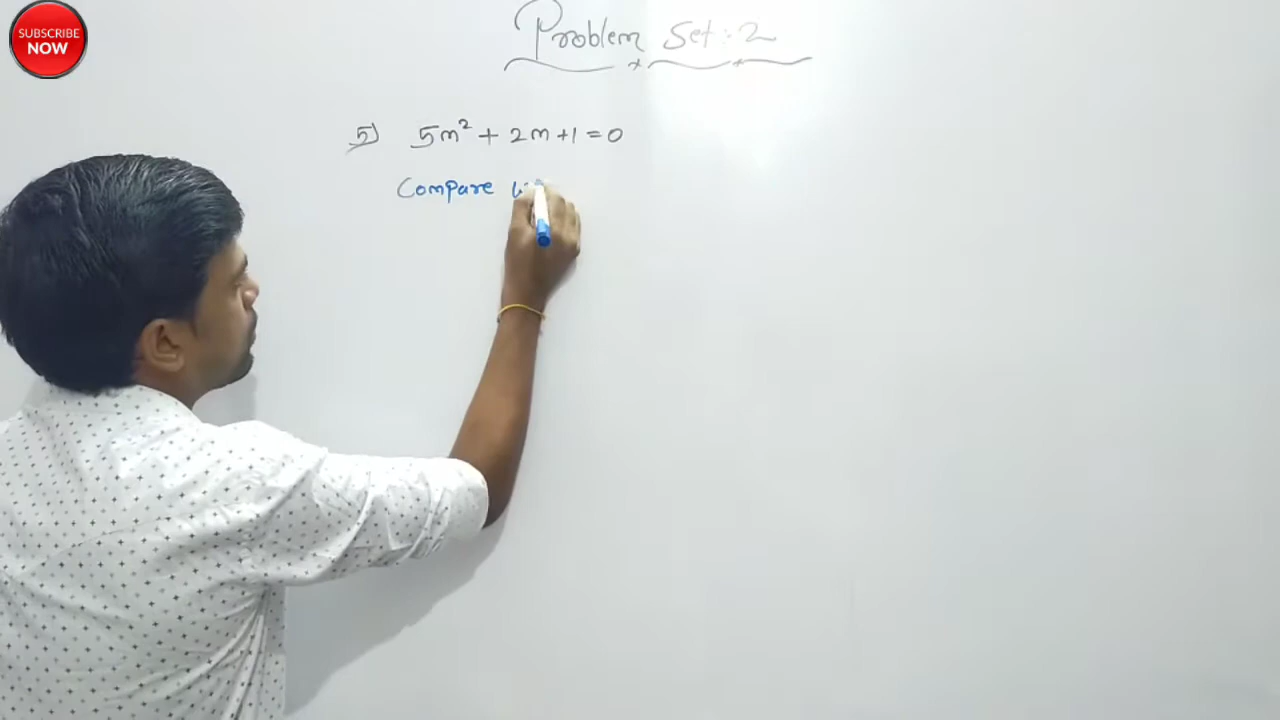 SUBSCRIBE
NOW
Problem Set: 2
5) 5m² + 2m + 1 = 0
Compare